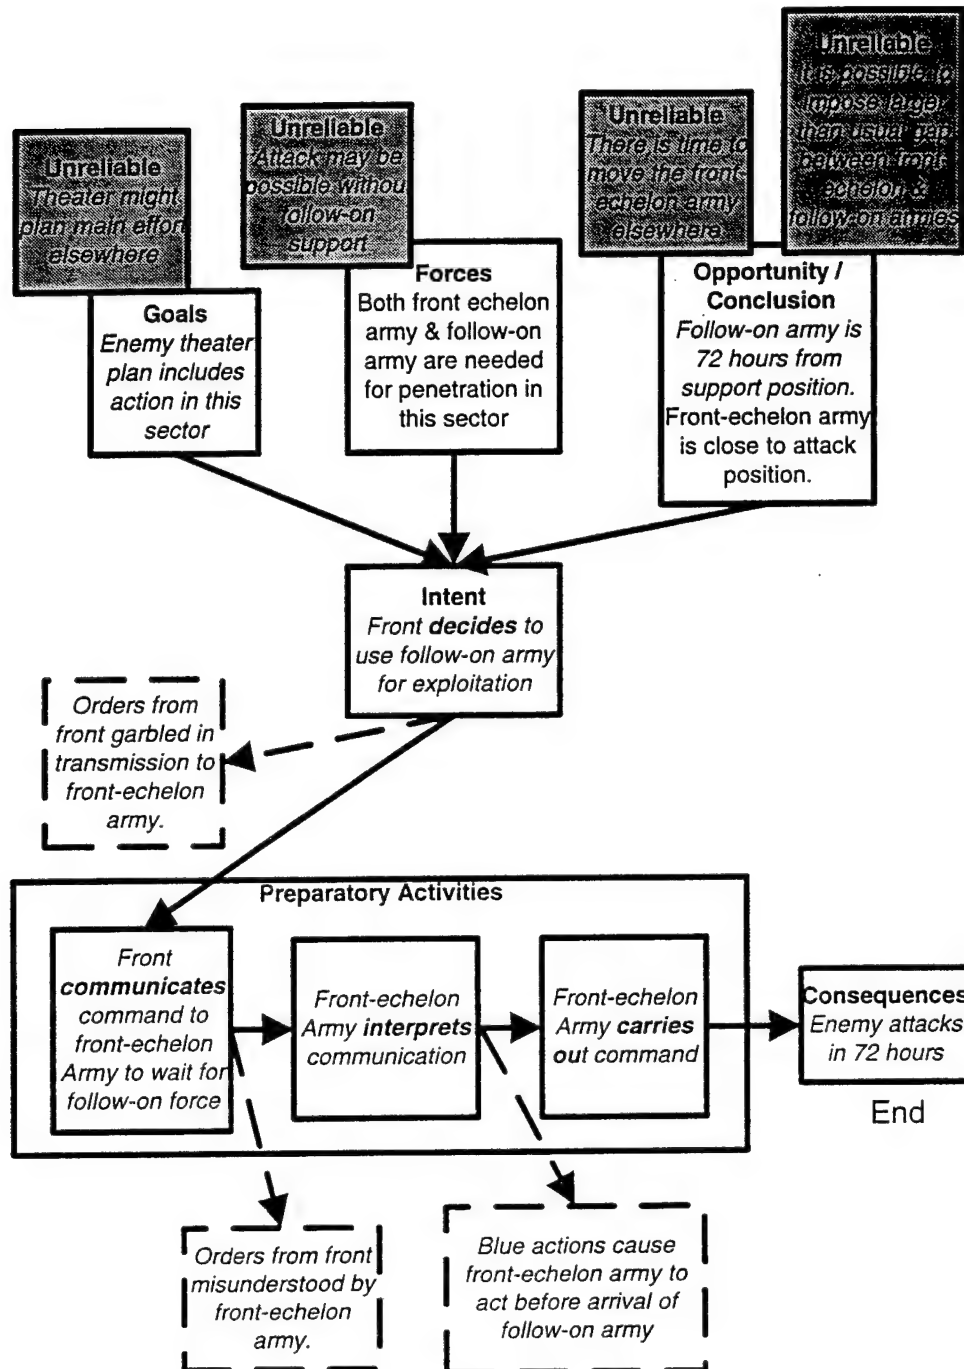 Unreliable
Theater might
plan main effort
elsewhere
Unreliable
Attack may be
possible without
follow-on
support
Unreliable
There is time to
move the front-
echelon army
elsewhere
Unreliable
It is possible to
impose larger
than usual gap
between front
echelon &
follow-on armies
Goals
Enemy theater
plan includes
action in this
sector
Forces
Both front echelon
army & follow-on
army are needed
for penetration in
this sector
Opportunity /
Conclusion
Follow-on army is
72 hours from
support position.
Front-echelon army
is close to attack
position.
Intent
Front decides to
use follow-on army
for exploitation
Orders from
front garbled in
transmission to
front-echelon
army.
Preparatory Activities
Front
communicates
command to
front-echelon
Army to wait for
follow-on force
Front-echelon
Army interprets
communication
Front-echelon
Army carries
out command
Consequences
Enemy attacks
in 72 hours
End
Orders from front
misunderstood by
front-echelon
army.
Blue actions cause
front-echelon army to
act before arrival of
follow-on army